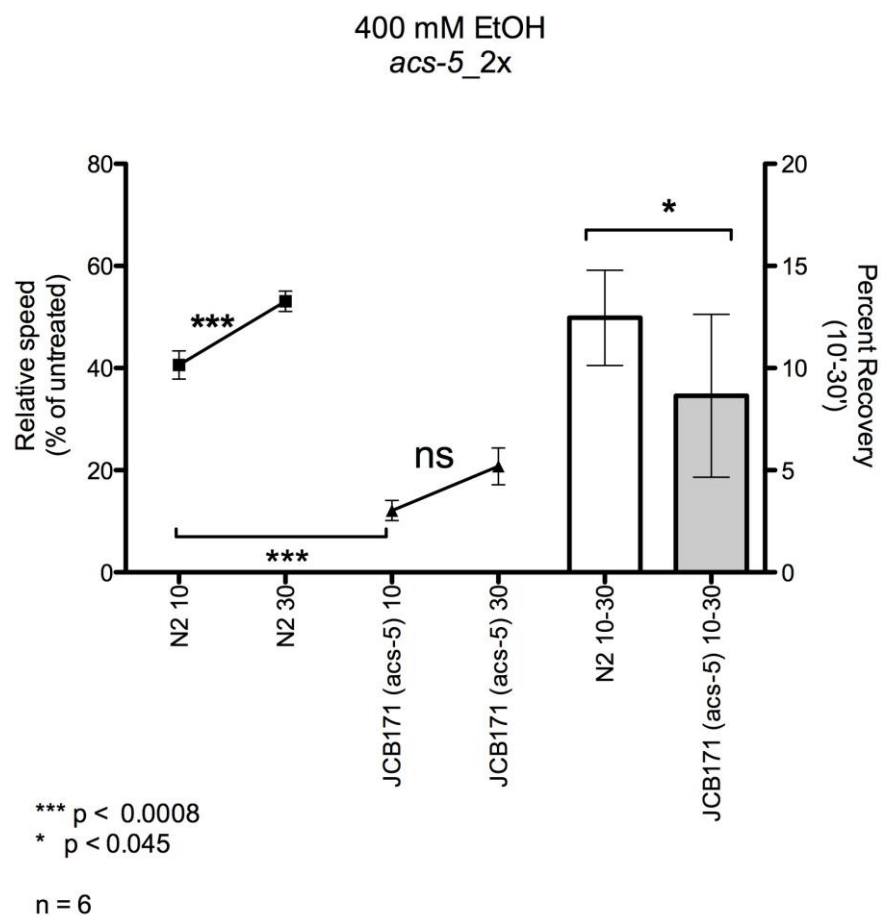 400 mM EtOH
acs-5_2x
80
60
40
20
0
Relative speed
(% of untreated)
***
ns
***
*
20
15
10
5
0
Percent Recovery
(10'-30')
N2 10
N2 30
JCB171 (acs-5) 10
JCB171 (acs-5) 30
N2 10-30
JCB171 (acs-5) 10-30
*** p < 0.0008
* p < 0.045
n = 6